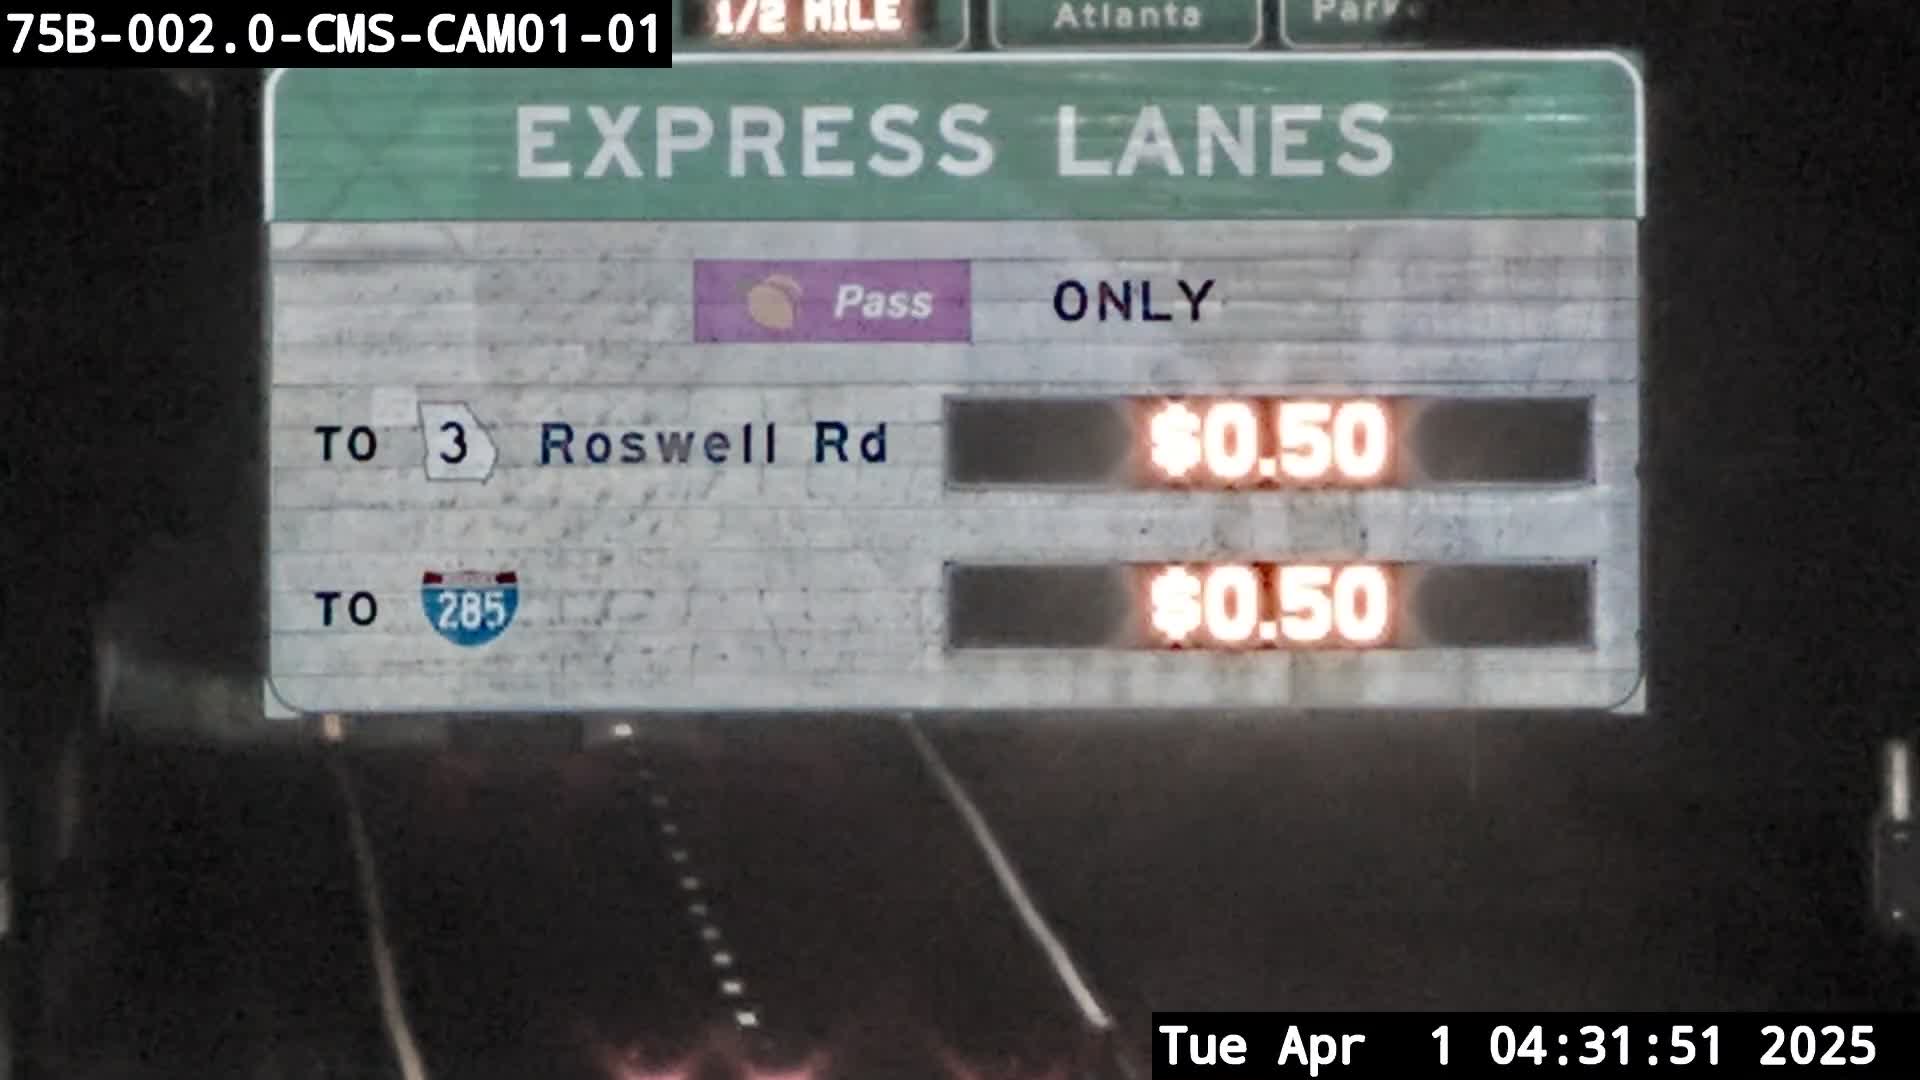 75B-002.0-CMS-CAM01-01
1/2 MILE
Atlanta
EXPRESS LANES
Pass ONLY
TO 3 Roswell Rd $0.50
TO 285 $0.50
Tue Apr 1 04:31:51 2025